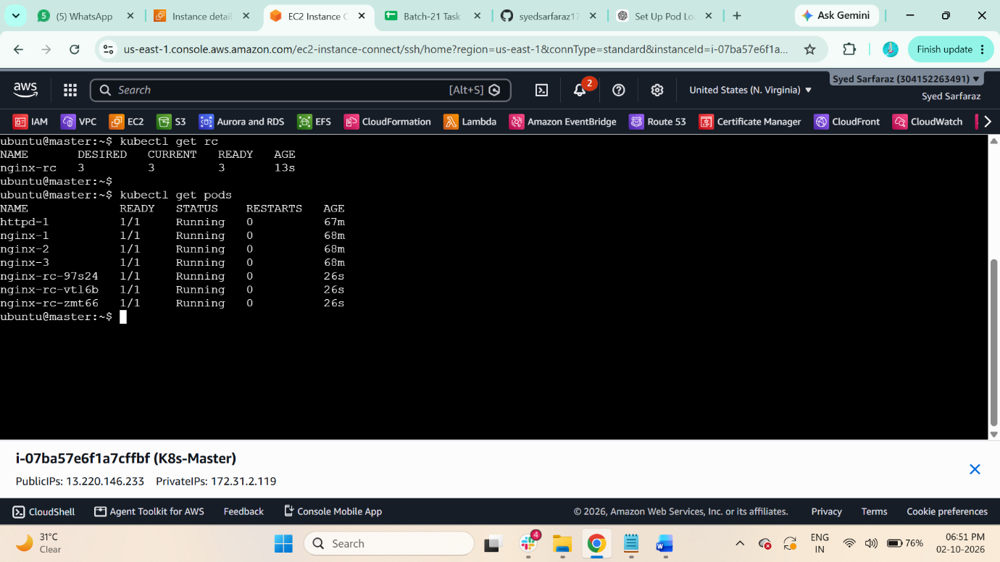 5 (5) WhatsApp
Instance detail
EC2 Instance C
Batch-21 Task
syedsarfaraz17
Set Up Pod Lo
Ask Gemini
us-east-1.console.aws.amazon.com/ec2-instance-connect/ssh/home?region=us-east-1&connType=standard&instanceId=i-07ba57e6f1a...
Finish update
aws
Search [Alt+S]
2
United States (N. Virginia)
Syed Sarfaraz (304152263491)
Syed Sarfaraz
IAM VPC EC2 S3 Aurora and RDS EFS CloudFormation Lambda Amazon EventBridge Route 53 Certificate Manager CloudFront CloudWatch
ubuntu@master:~$ kubectl get rc
NAME DESIRED CURRENT READY AGE
nginx-rc 3 3 3 13s
ubuntu@master:~$
ubuntu@master:~$ kubectl get pods
NAME READY STATUS RESTARTS AGE
httpd-1 1/1 Running 0 67m
nginx-1 1/1 Running 0 68m
nginx-2 1/1 Running 0 68m
nginx-3 1/1 Running 0 68m
nginx-rc-97s24 1/1 Running 0 26s
nginx-rc-vtl6b 1/1 Running 0 26s
nginx-rc-zmt66 1/1 Running 0 26s
ubuntu@master:~$
i-07ba57e6f1a7cffbf (K8s-Master)
PublicIPs: 13.220.146.233 PrivateIPs: 172.31.2.119
CloudShell Agent Toolkit for AWS Feedback Console Mobile App © 2026, Amazon Web Services, Inc. or its affiliates. Privacy Terms Cookie preferences
31°C
Clear
Search
4
ENG
IN
76%
06:51 PM
02-10-2026